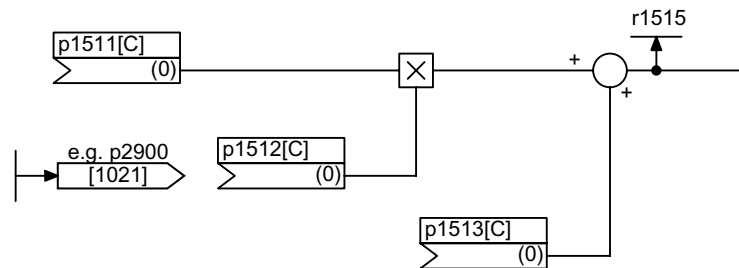 r1515
p1511[C]
(0)
+
+
e.g. p2900
[1021]
p1512[C]
(0)
p1513[C]
(0)